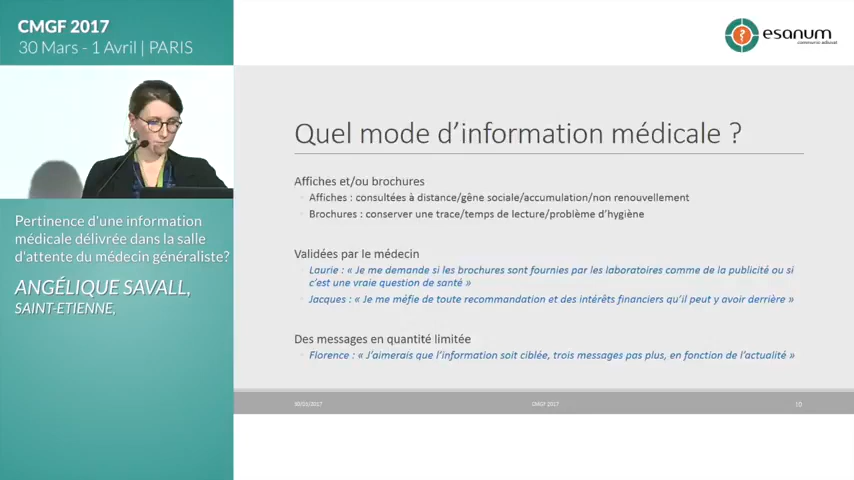 CMGF 2017
30 Mars - 1 Avril | PARIS
esanum
Quel mode d'information médicale ?
Affiches et/ou brochures
Affiches : consultées à distance/gêne sociale/accumulation/non renouvellement
Brochures : conserver une trace/temps de lecture/problème d'hygiène
Pertinence d'une information
médicale délivrée dans la salle
d'attente du médecin généraliste?
ANGÉLIQUE SAVALL,
SAINT-ETIENNE,
Validées par le médecin
Laurie : « Je me demande si les brochures sont fournies par les laboratoires comme de la publicité ou si
c'est une vraie question de santé »
Jacques : « Je me méfie de toute recommandation et des intérêts financiers qu'il peut y avoir derrière »
Des messages en quantité limitée
Florence : « J'aimerais que l'information soit ciblée, trois messages pas plus, en fonction de l'actualité »
30/03/2017
CMGF 2017
10